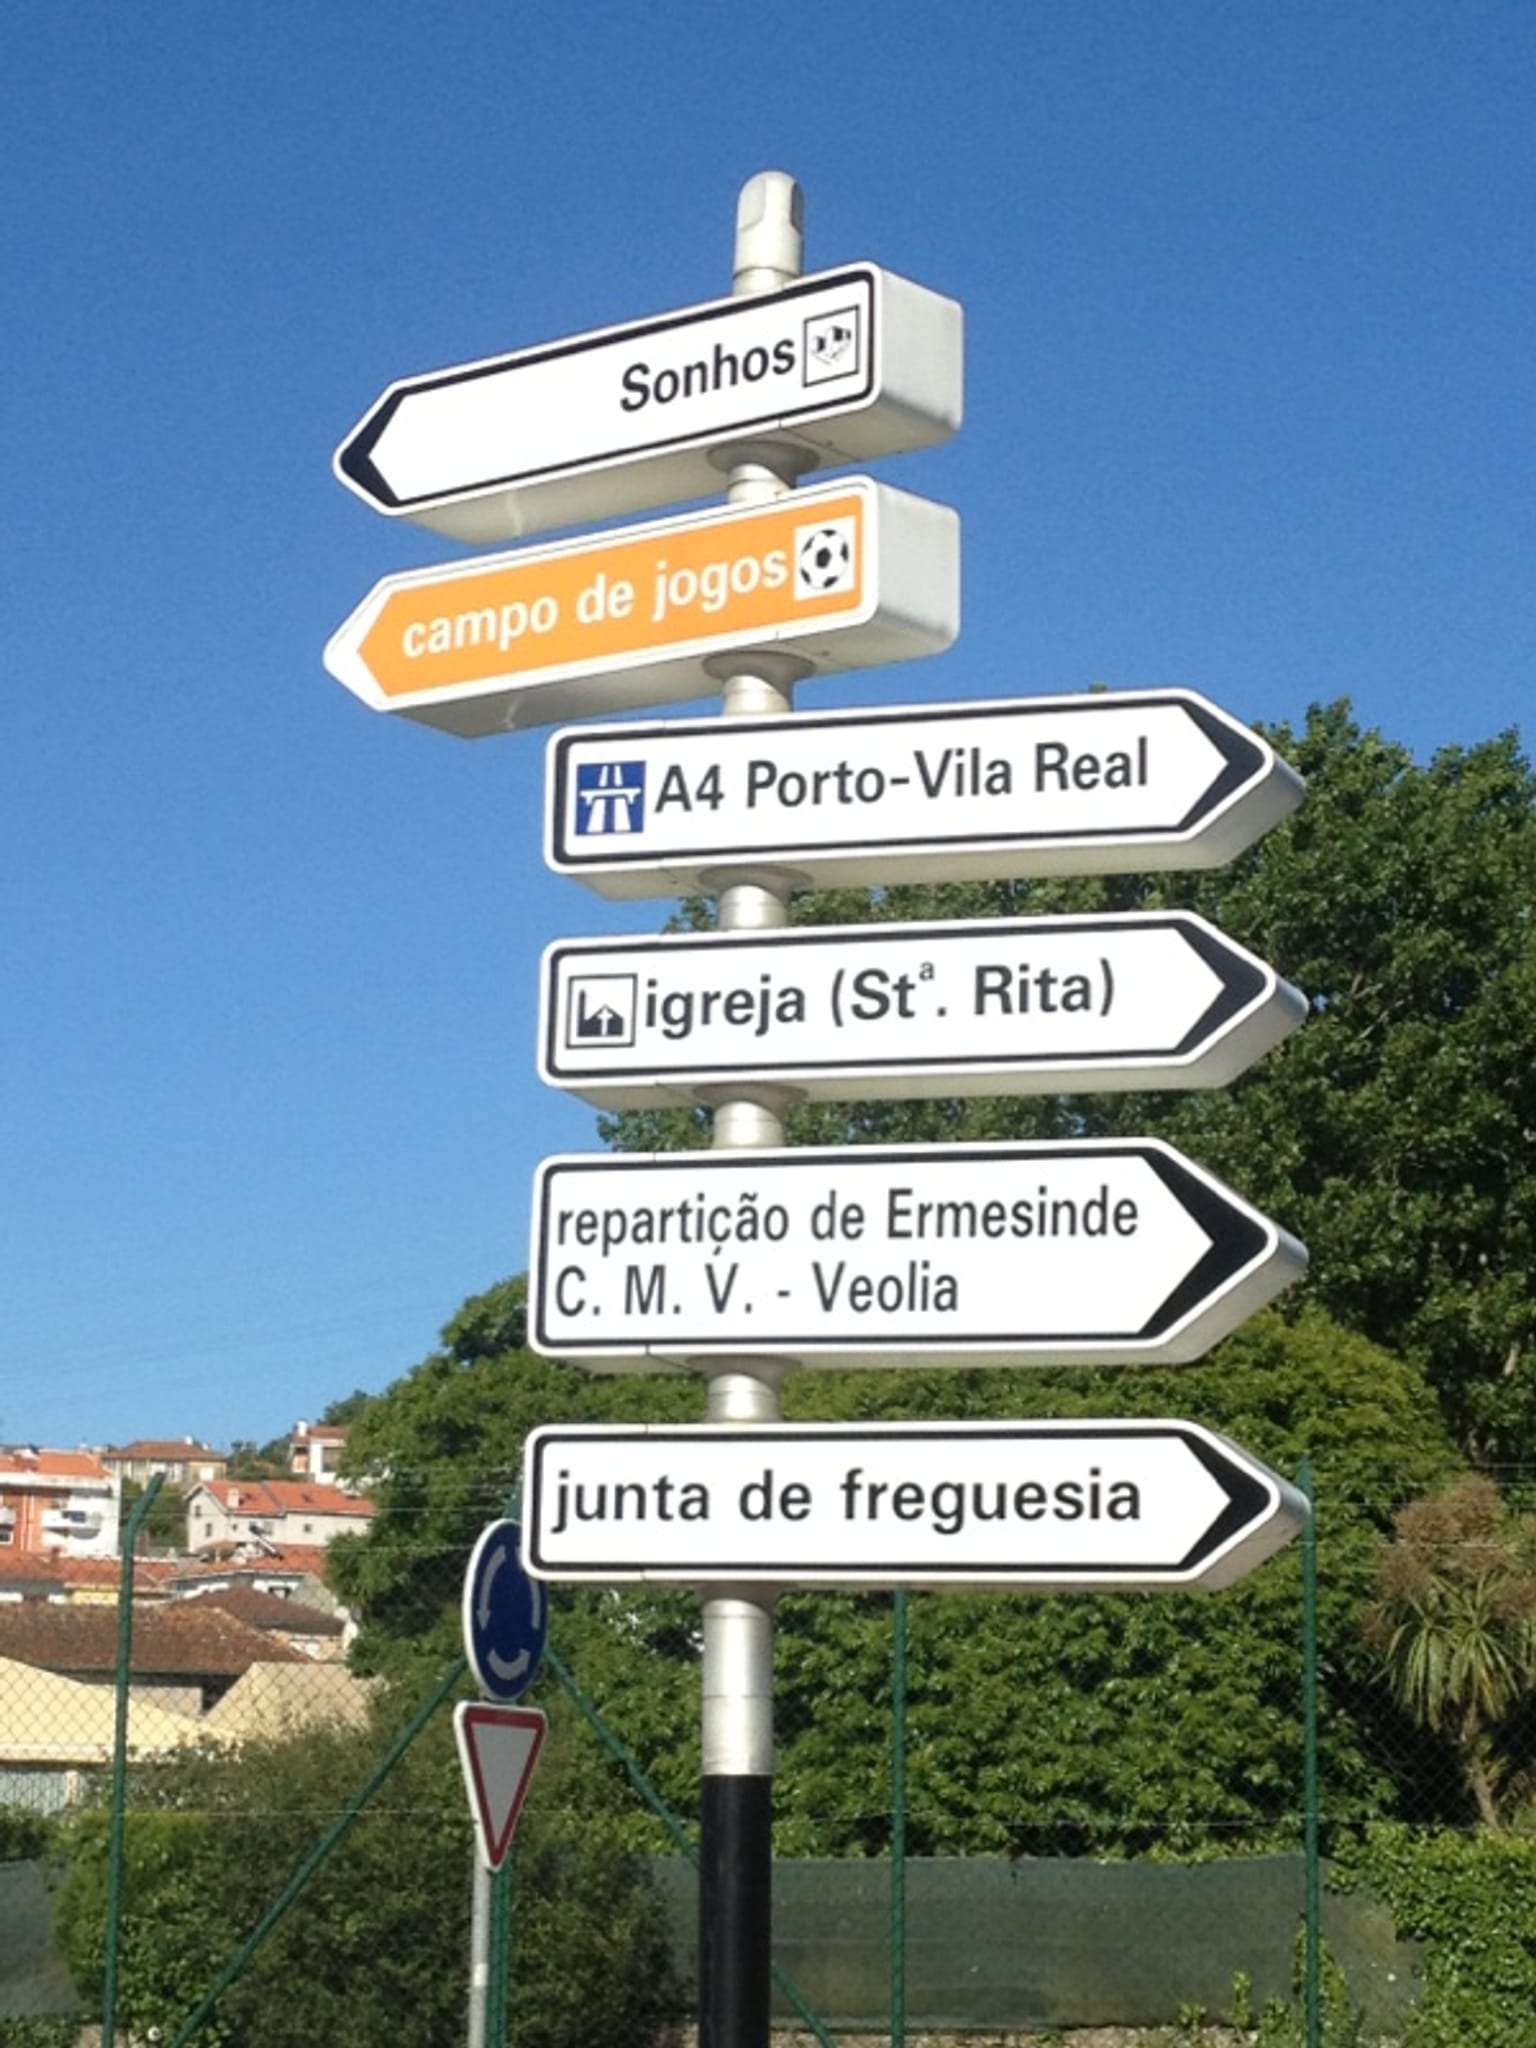 Sonhos
campo de jogos
A4 Porto-Vila Real
igreja (Stª. Rita)
repartição de Ermesinde
C. M. V. - Veolia
junta de freguesia